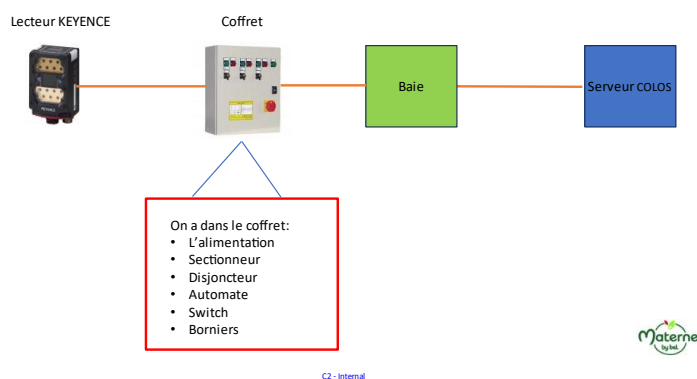 Lecteur KEYENCE
Coffret
Baie
Serveur COLOS
On a dans le coffret:
• L'alimentation
• Sectionneur
• Disjoncteur
• Automate
• Switch
• Borniers
Materne
by bel
C2 - Internal